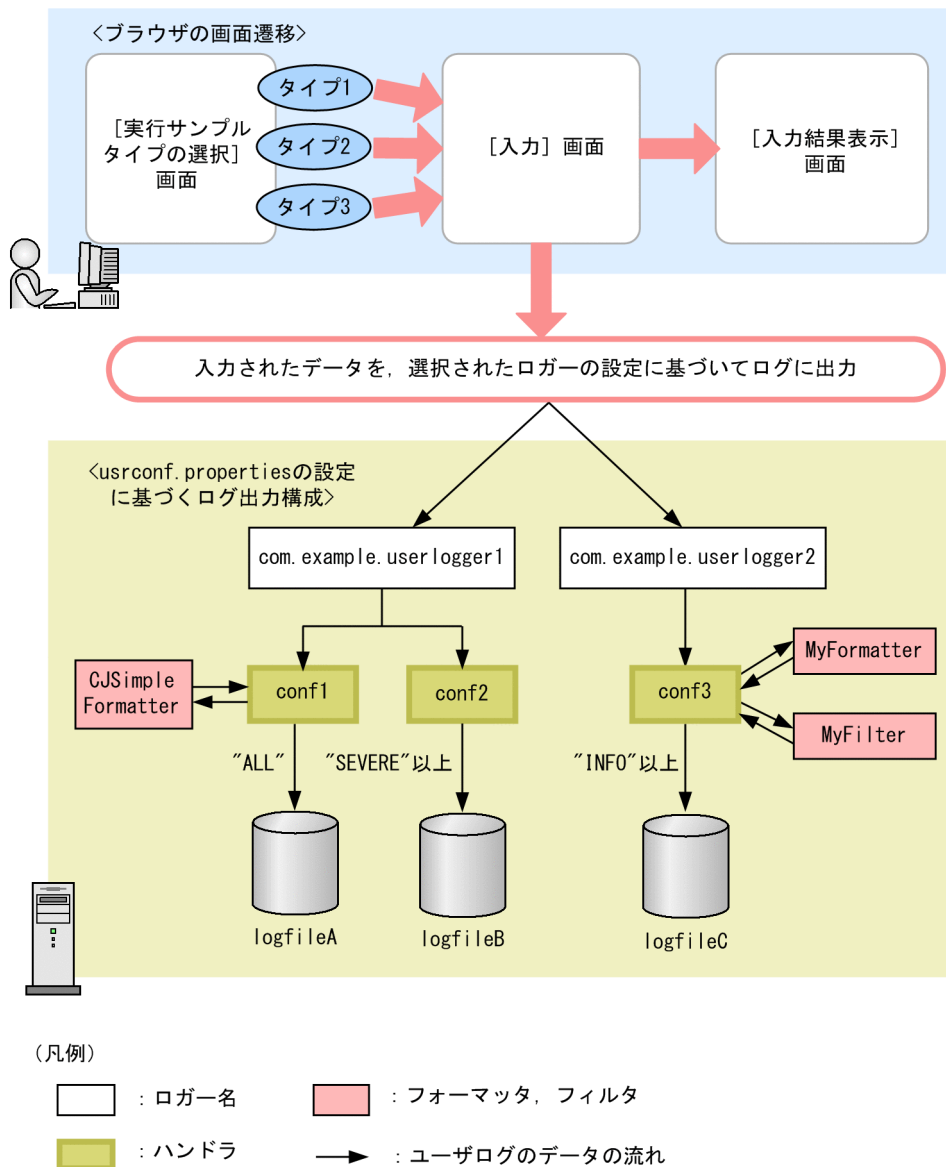 <ブラウザの画面遷移>
[実行サンプル
タイプの選択]
画面
タイプ1
タイプ2
タイプ3
[入力] 画面
[入力結果表示]
画面
入力されたデータを，選択されたロガーの設定に基づいてログに出力
<usrconf.propertiesの設定
に基づくログ出力構成>
com.example.userlogger1
com.example.userlogger2
CJSimple
Formatter
conf1
conf2
conf3
MyFormatter
MyFilter
"ALL"
"SEVERE"以上
"INFO"以上
logfileA
logfileB
logfileC
(凡例)
：ロガー名
：フォーマッタ，フィルタ
：ハンドラ
：ユーザログのデータの流れ